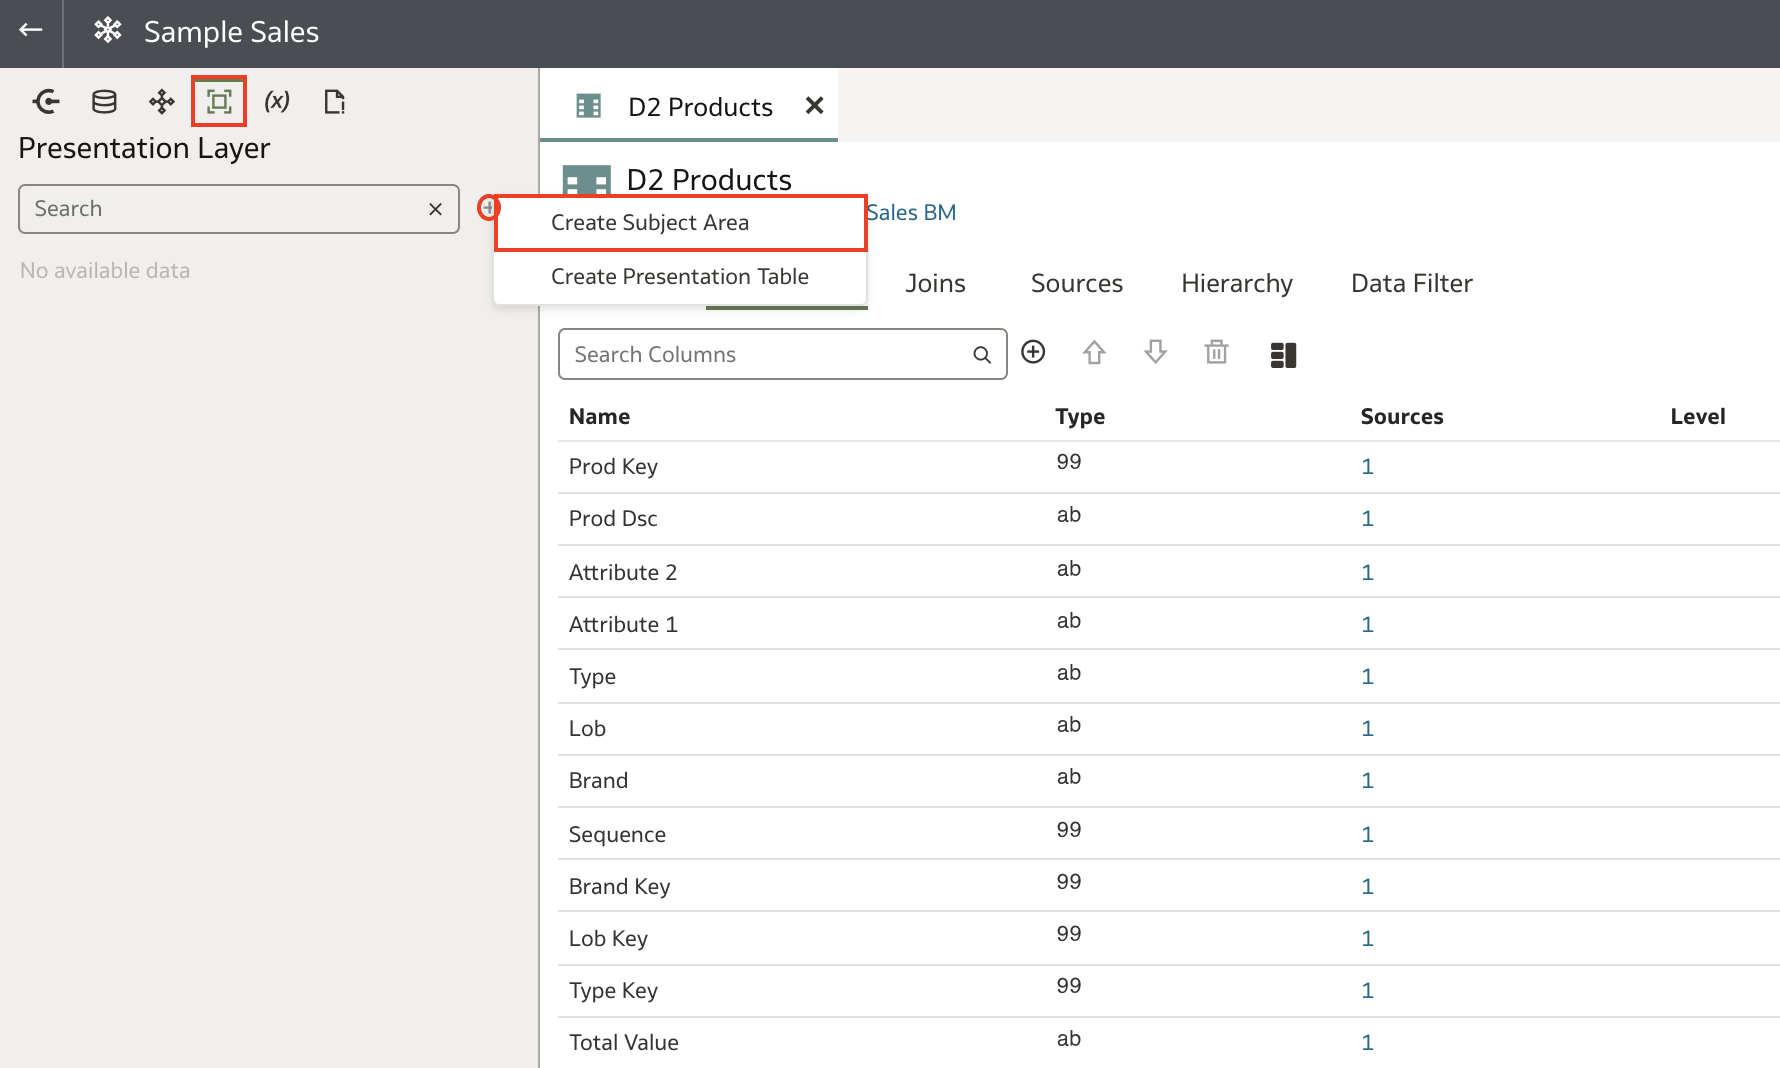 Sample Sales
(x)
Presentation Layer
Search
No available data
D2 Products
D2 Products
Sales BM
Create Subject Area
Create Presentation Table
Joins Sources Hierarchy Data Filter
Search Columns
Name Type Sources Level
Prod Key 99 1
Prod Dsc ab 1
Attribute 2 ab 1
Attribute 1 ab 1
Type ab 1
Lob ab 1
Brand ab 1
Sequence 99 1
Brand Key 99 1
Lob Key 99 1
Type Key 99 1
Total Value ab 1